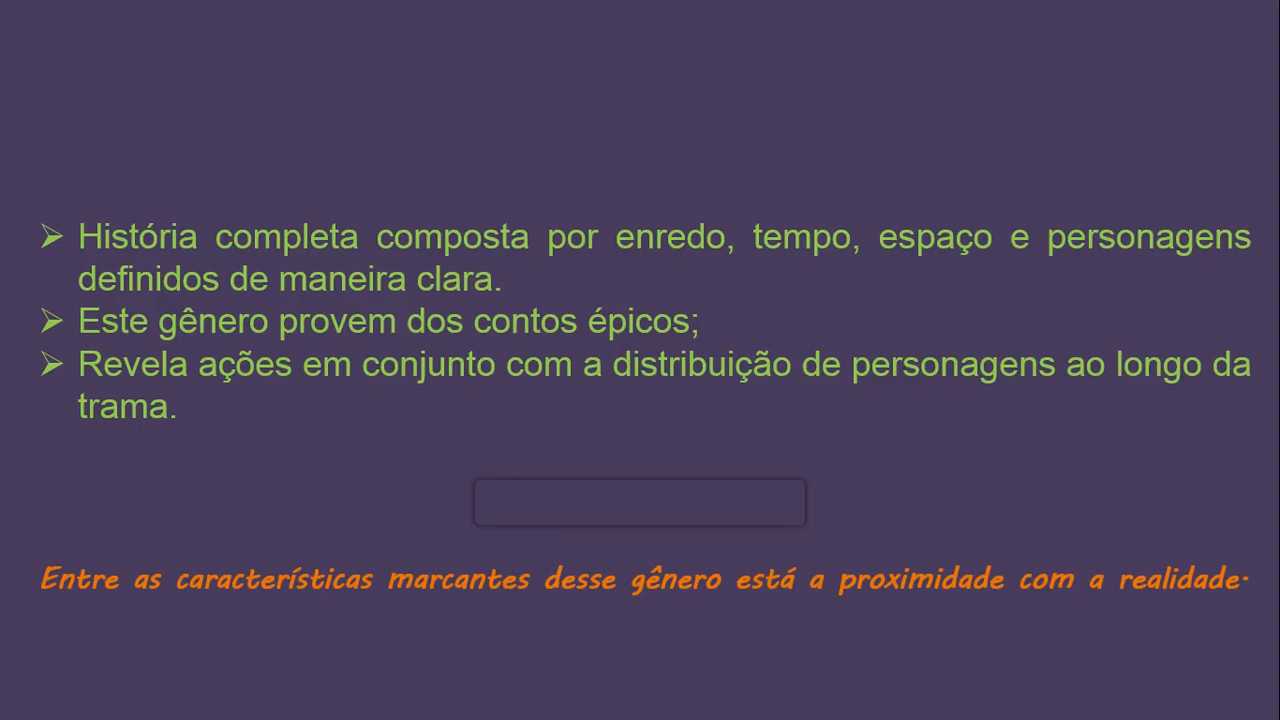 ➢ História completa composta por enredo, tempo, espaço e personagens
definidos de maneira clara.
➢ Este gênero provem dos contos épicos;
➢ Revela ações em conjunto com a distribuição de personagens ao longo da
trama.
Entre as características marcantes desse gênero está a proximidade com a realidade.